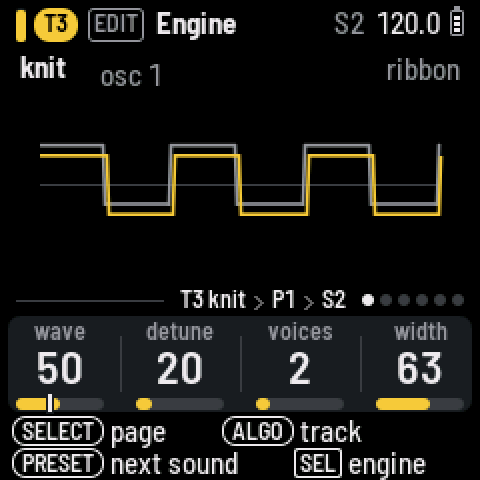 T3 EDIT Engine S2 120.0
knit osc 1 ribbon
T3 knit > P1 > S2
wave detune voices width
50 20 2 63
SELECT page ALGO track
PRESET next sound SEL engine